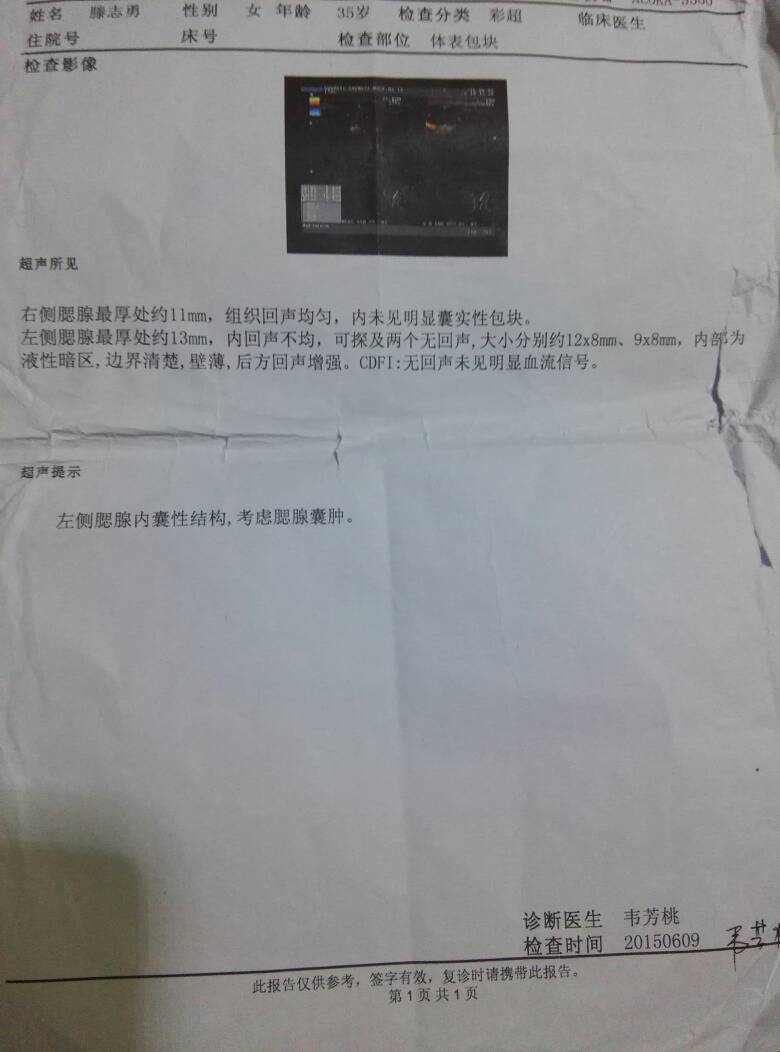 姓名 滕志勇 性别 女 年龄 35岁 检查分类 彩超 临床医生
住院号 床号 检查部位 体表包块
检查影像
超声所见
右侧腮腺最厚处约11mm，组织回声均匀，内未见明显囊实性包块。
左侧腮腺最厚处约13mm，内回声不均，可探及两个无回声,大小分别约12x8mm、9x8mm，内部为
液性暗区,边界清楚,壁薄,后方回声增强。CDFI:无回声未见明显血流信号。
超声提示
左侧腮腺内囊性结构,考虑腮腺囊肿。
诊断医生 韦芳桃
检查时间 20150609
此报告仅供参考，签字有效，复诊时请携带此报告。
第1页共1页